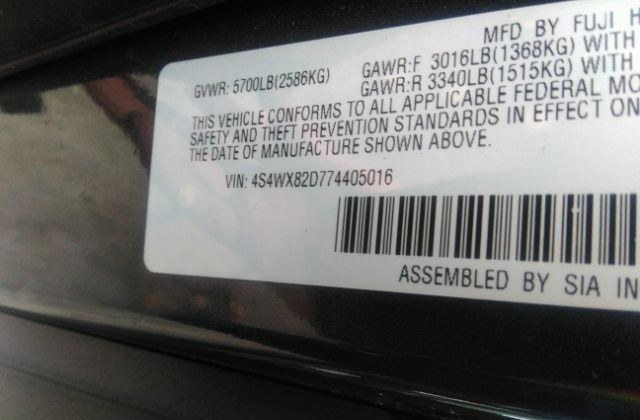 MFD BY FUJI H
GVWR: 5700LB(2586KG) GAWR:F 3016LB(1368KG) WITH
GAWR:R 3340LB(1515KG) WITH
THIS VEHICLE CONFORMS TO ALL APPLICABLE FEDERAL MO
SAFETY AND THEFT PREVENTION STANDARDS IN EFFECT ON
THE DATE OF MANUFACTURE SHOWN ABOVE.
VIN: 4S4WX82D774405016
ASSEMBLED BY SIA IN